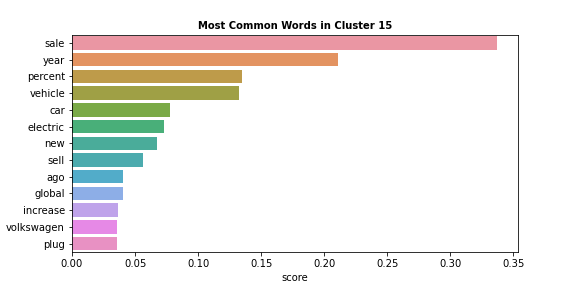 Most Common Words in Cluster 15
sale
year
percent
vehicle
car
electric
new
sell
ago
global
increase
volkswagen
plug
0.00 0.05 0.10 0.15 0.20 0.25 0.30 0.35
score